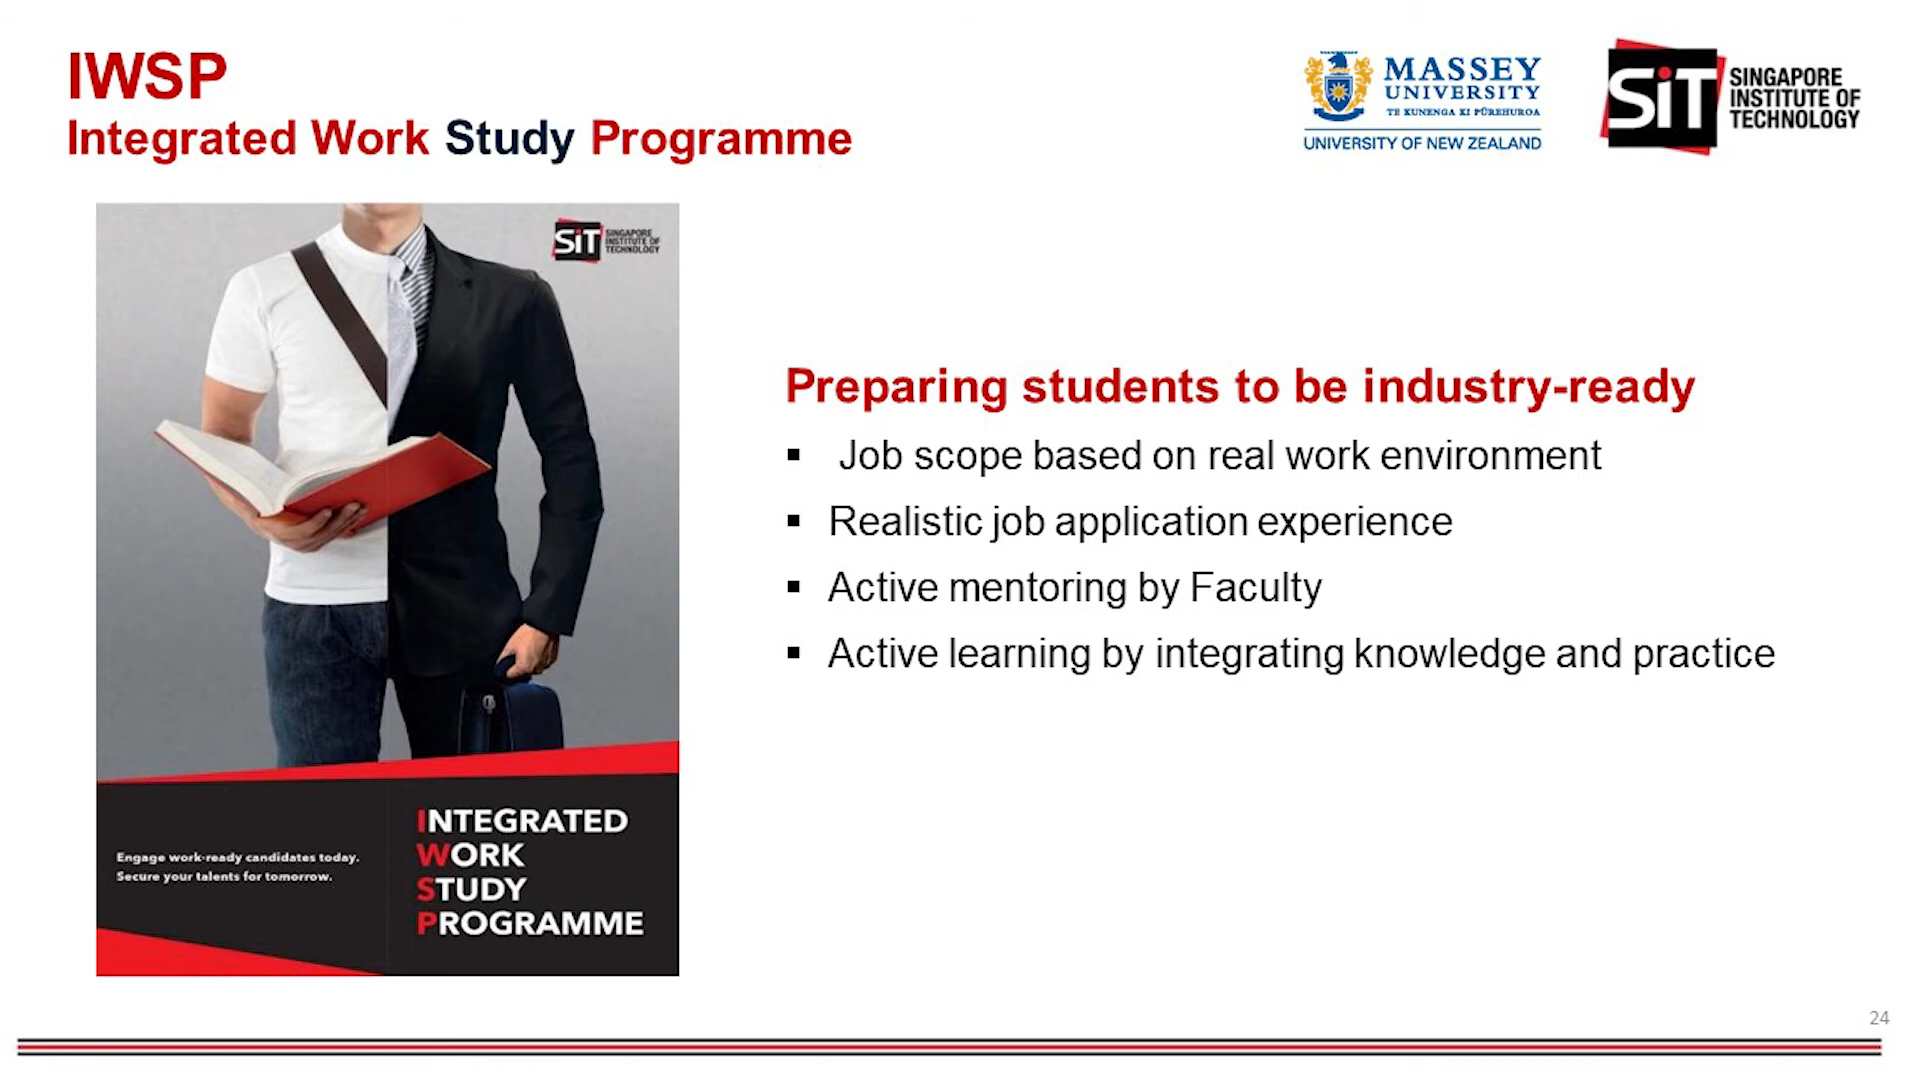 IWSP
Integrated Work Study Programme
MASSEY
UNIVERSITY
TE KUNENGA KI PŪREHUROA
UNIVERSITY OF NEW ZEALAND
SiT
SINGAPORE
INSTITUTE OF
TECHNOLOGY
SiT
SINGAPORE
INSTITUTE OF
TECHNOLOGY
Engage work-ready candidates today.
Secure your talents for tomorrow.
INTEGRATED
WORK
STUDY
PROGRAMME
Preparing students to be industry-ready
▪ Job scope based on real work environment
▪ Realistic job application experience
▪ Active mentoring by Faculty
▪ Active learning by integrating knowledge and practice
24